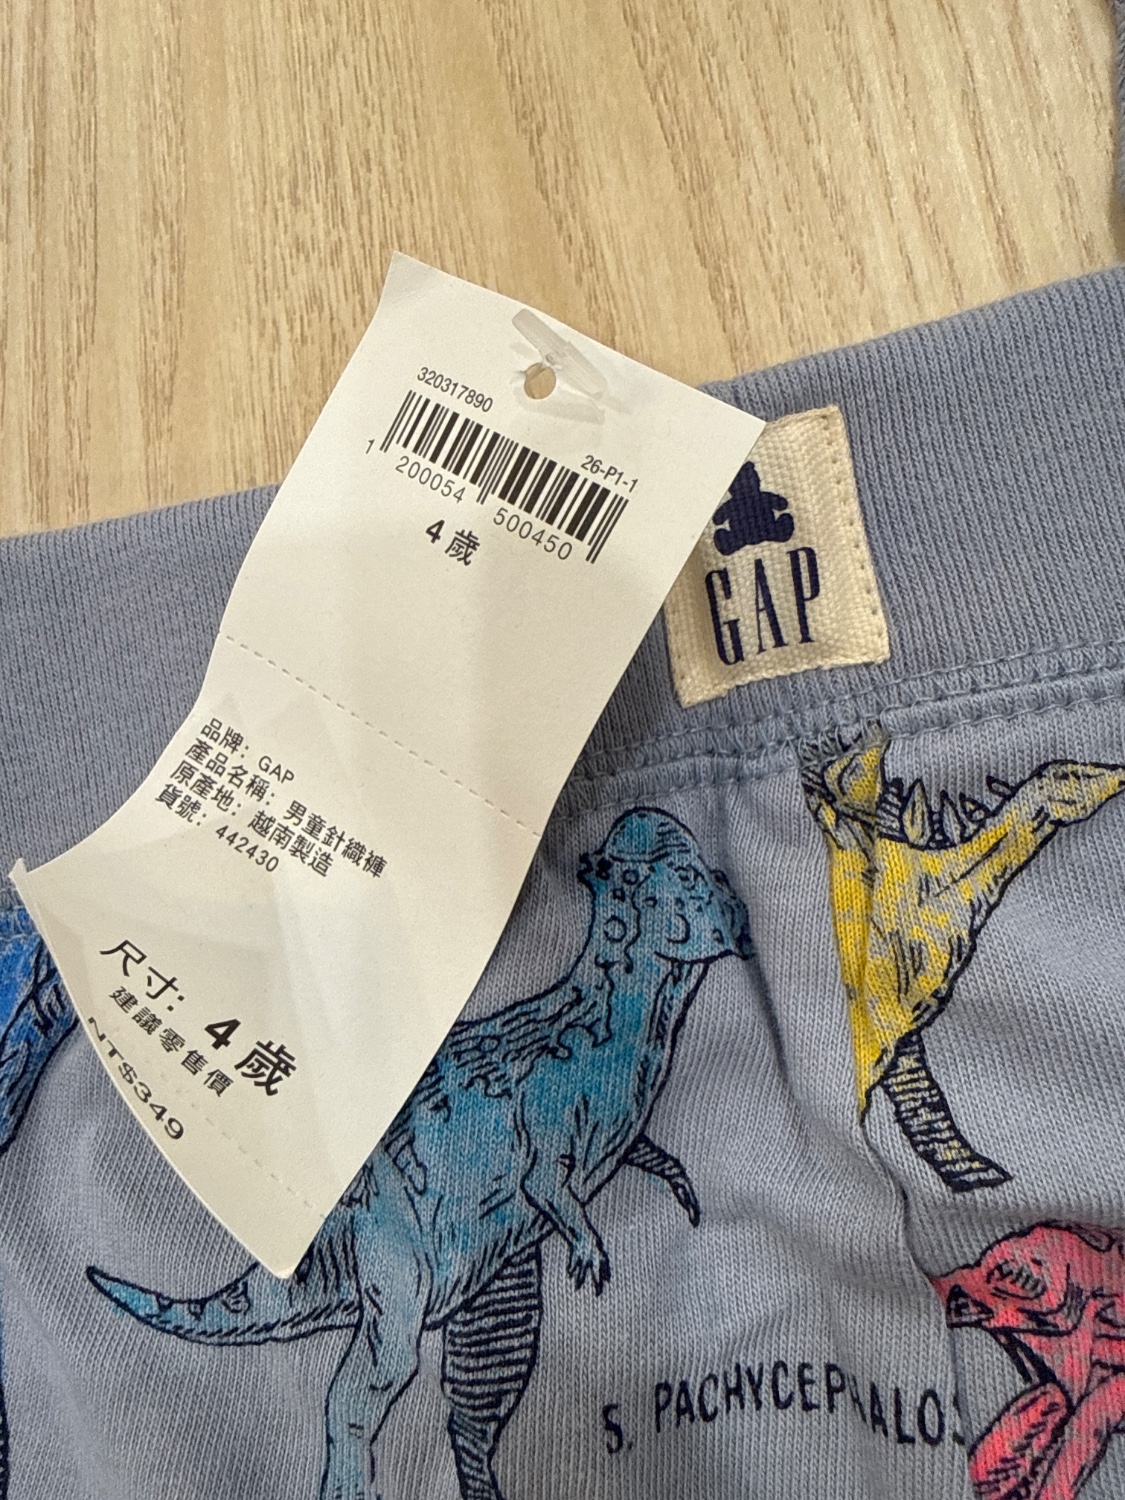 320317890
26-P1-1
1 200054 500450
4 歲
GAP
品牌: GAP
產品名稱: 男童針織褲
原產地: 越南製造
貨號: 442430
尺寸: 4 歲
建議零售價
NT$349
5. PACHYCEPHALOS